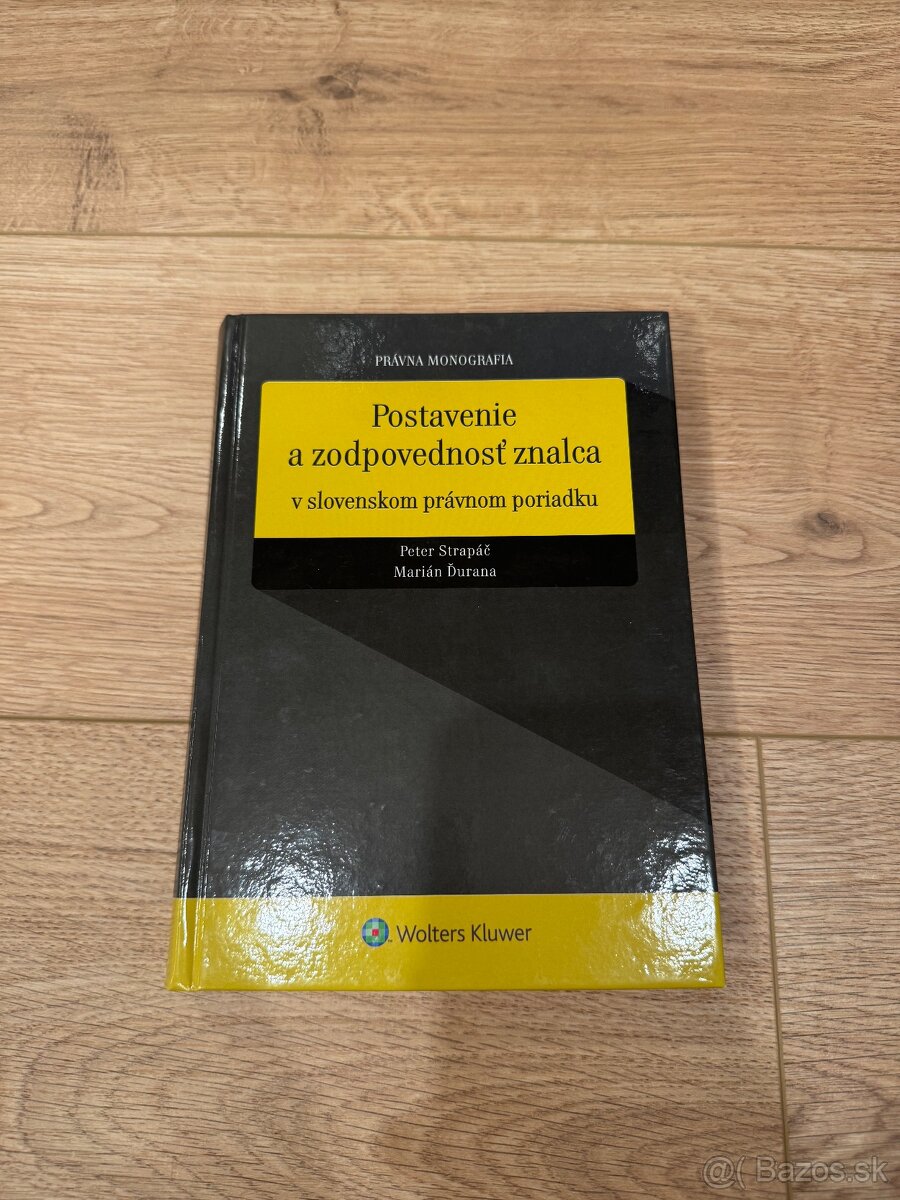 PRÁVNA MONOGRAFIA
Postavenie
a zodpovednosť znalca
v slovenskom právnom poriadku
Peter Strapáč
Marián Ďurana
Wolters Kluwer
@( Bazos.sk